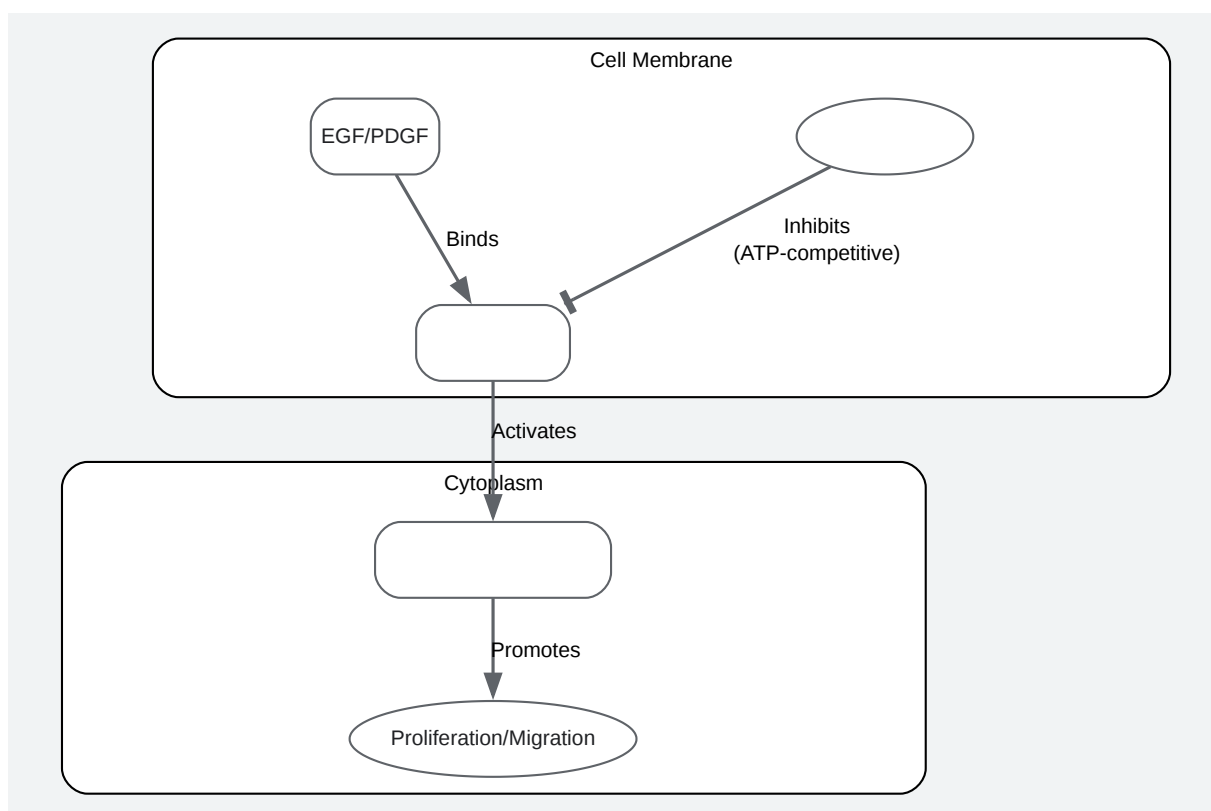 Cell Membrane
EGF/PDGF
Binds
Inhibits
(ATP-competitive)
Activates
Cytoplasm
Promotes
Proliferation/Migration